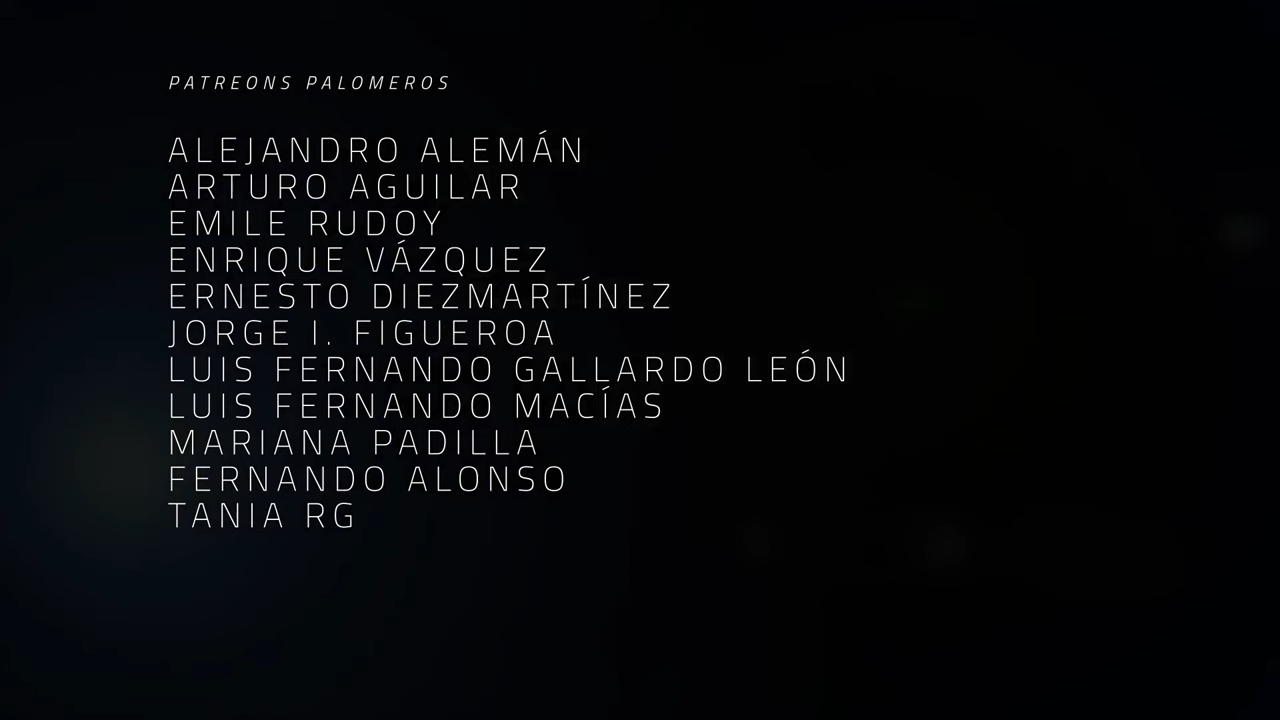 PATREONS PALOMEROS
ALEJANDRO ALEMÁN
ARTURO AGUILAR
EMILE RUDOY
ENRIQUE VÁZQUEZ
ERNESTO DIEZMARTÍNEZ
JORGE I. FIGUEROA
LUIS FERNANDO GALLARDO LEÓN
LUIS FERNANDO MACÍAS
MARIANA PADILLA
FERNANDO ALONSO
TANIA RG